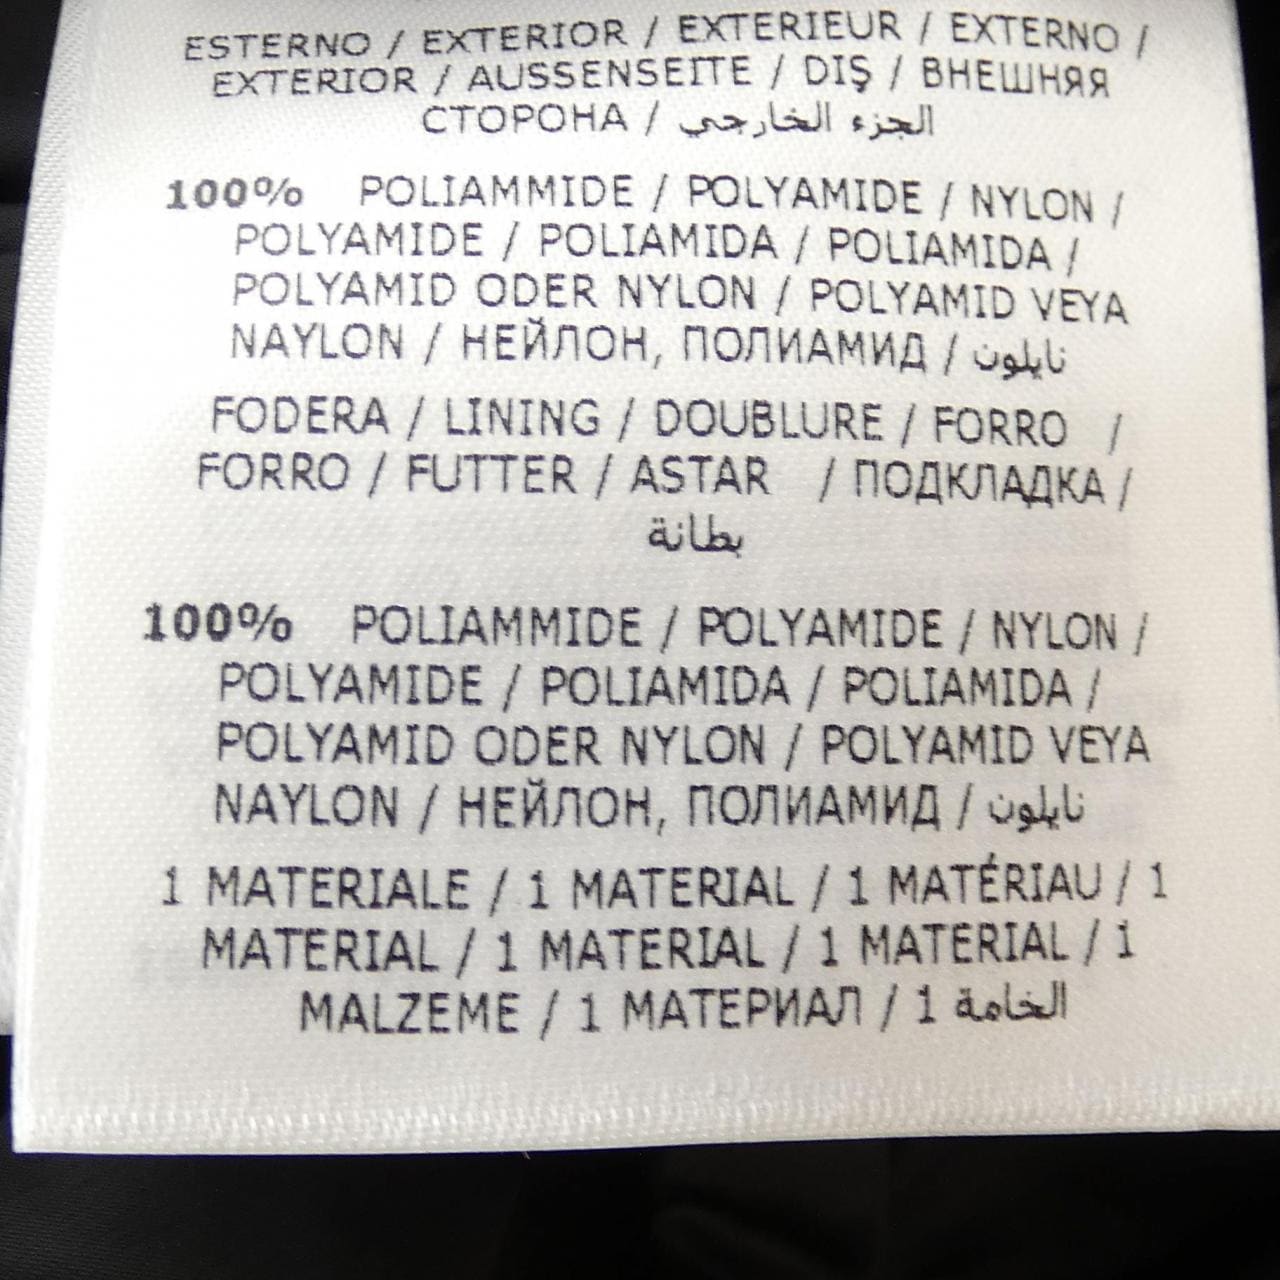 ESTERNO / EXTERIOR / EXTERIEUR / EXTERNO /
EXTERIOR / AUSSENSEITE / DIŞ / ВНЕШНЯЯ
СТОРОНА / الجزء الخارجي
100% POLIAMMIDE / POLYAMIDE / NYLON /
POLYAMIDE / POLIAMIDA / POLIAMIDA /
POLYAMID ODER NYLON / POLYAMID VEYA
NAYLON / НЕЙЛОН, ПОЛИАМИД / نايلون
FODERA / LINING / DOUBLURE / FORRO /
FORRO / FUTTER / ASTAR / ПОДКЛАДКА /
بطانة
100% POLIAMMIDE / POLYAMIDE / NYLON /
POLYAMIDE / POLIAMIDA / POLIAMIDA /
POLYAMID ODER NYLON / POLYAMID VEYA
NAYLON / НЕЙЛОН, ПОЛИАМИД / نايلون
1 MATERIALE / 1 MATERIAL / 1 MATÉRIAU / 1
MATERIAL / 1 MATERIAL / 1 MATERIAL / 1
MALZEME / 1 МАТЕРИАЛ / 1 الخامة